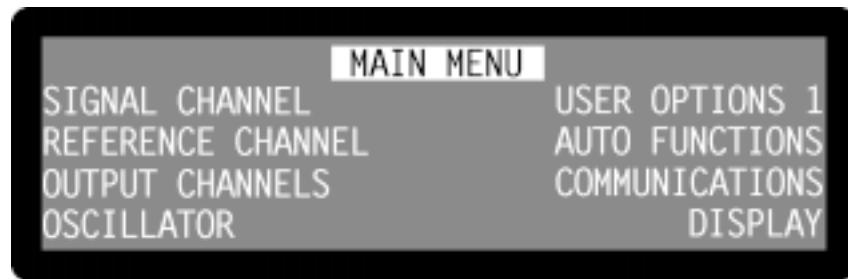 MAIN MENU
SIGNAL CHANNEL USER OPTIONS 1
REFERENCE CHANNEL AUTO FUNCTIONS
OUTPUT CHANNELS COMMUNICATIONS
OSCILLATOR DISPLAY